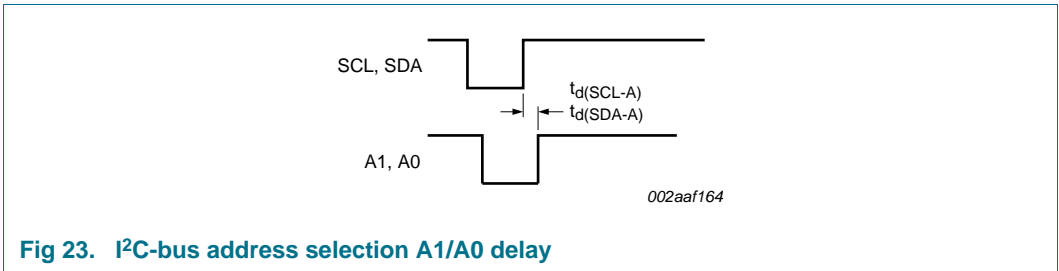 SCL, SDA
td(SCL-A)
td(SDA-A)
A1, A0
002aaf164
Fig 23. I²C-bus address selection A1/A0 delay